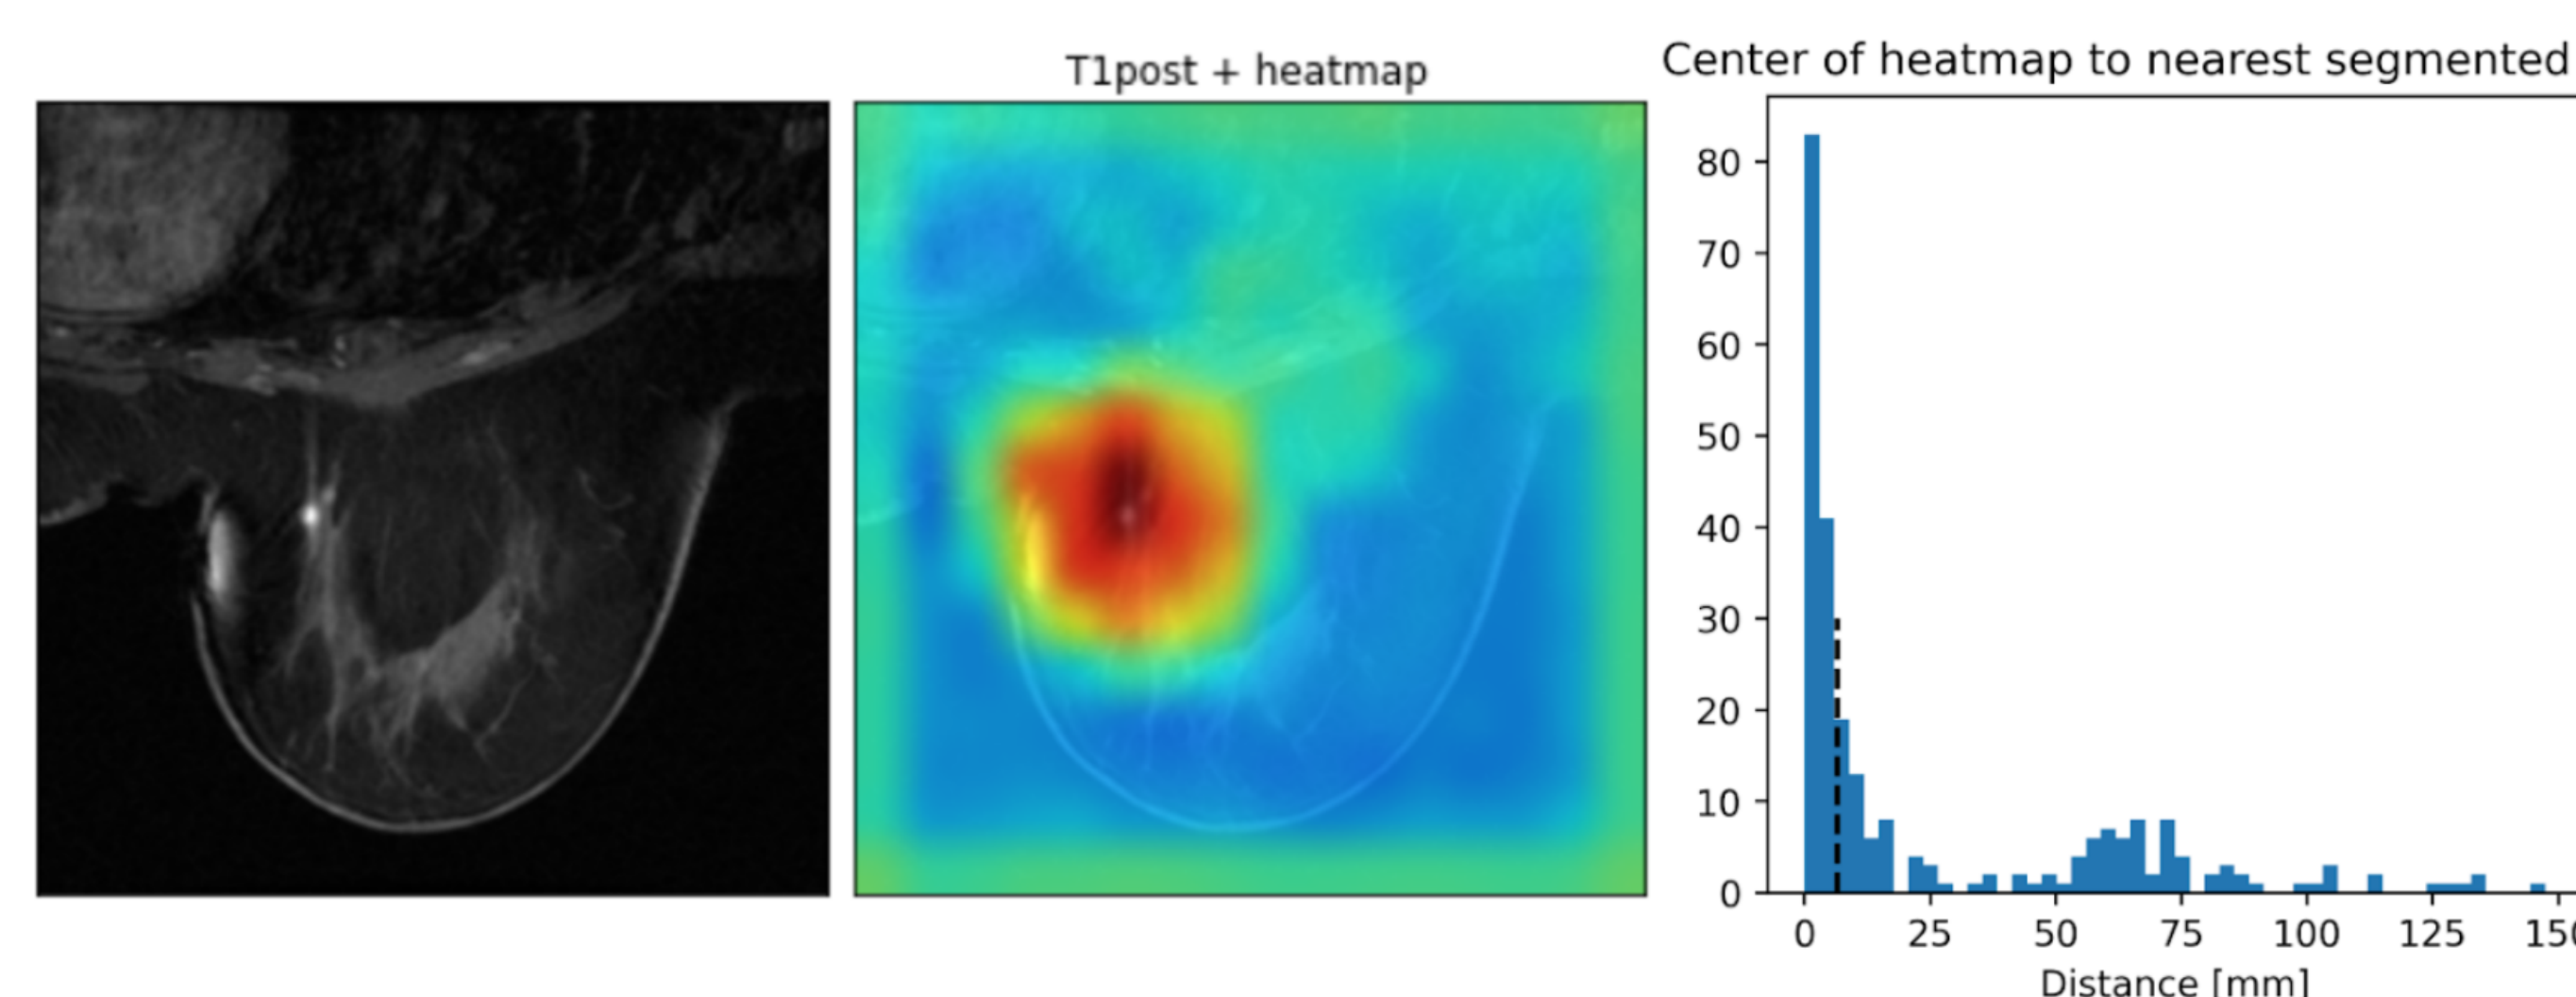 T1post + heatmap
Center of heatmap to nearest segmented
80
70
60
50
40
30
20
10
0
0 25 50 75 100 125 150
Distance [mm]